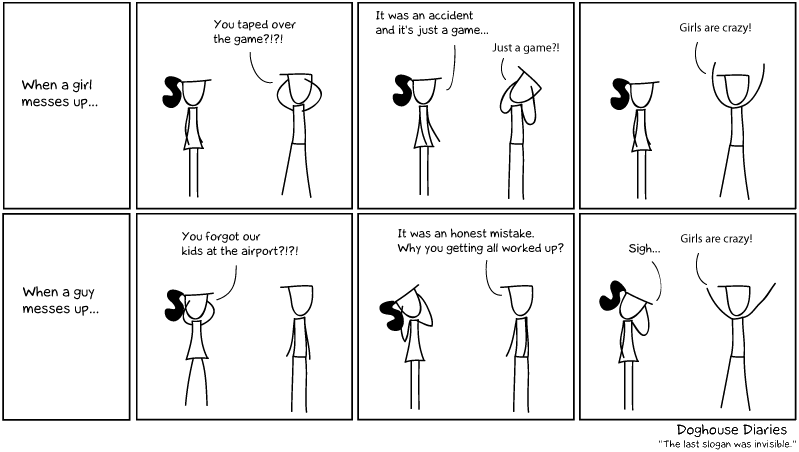 When a girl
messes up...
You taped over
the game?!?!
It was an accident
and it's just a game...
Just a game?!
Girls are crazy!
When a guy
messes up...
You forgot our
kids at the airport?!?!
It was an honest mistake.
Why you getting all worked up?
Sigh...
Girls are crazy!
Doghouse Diaries
"The last slogan was invisible."